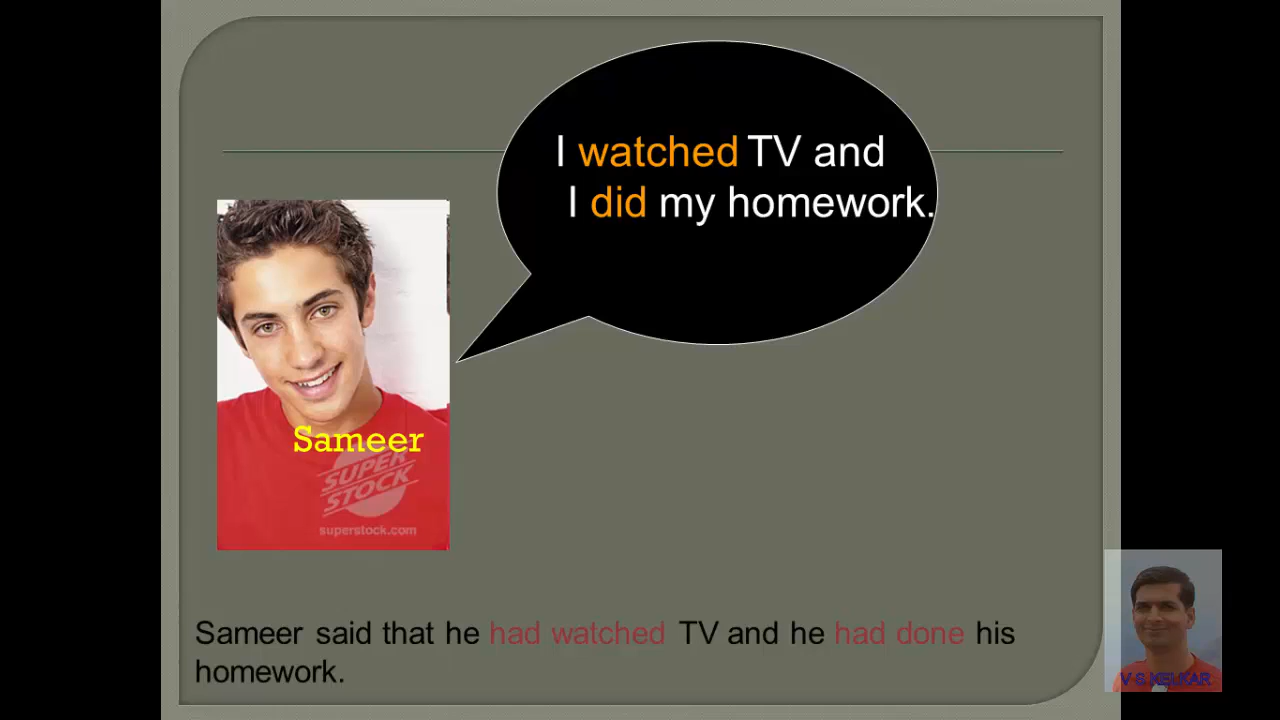 I watched TV and
I did my homework.
Sameer
SUPER
STOCK
superstock.com
Sameer said that he had watched TV and he had done his
homework.
V S KELKAR